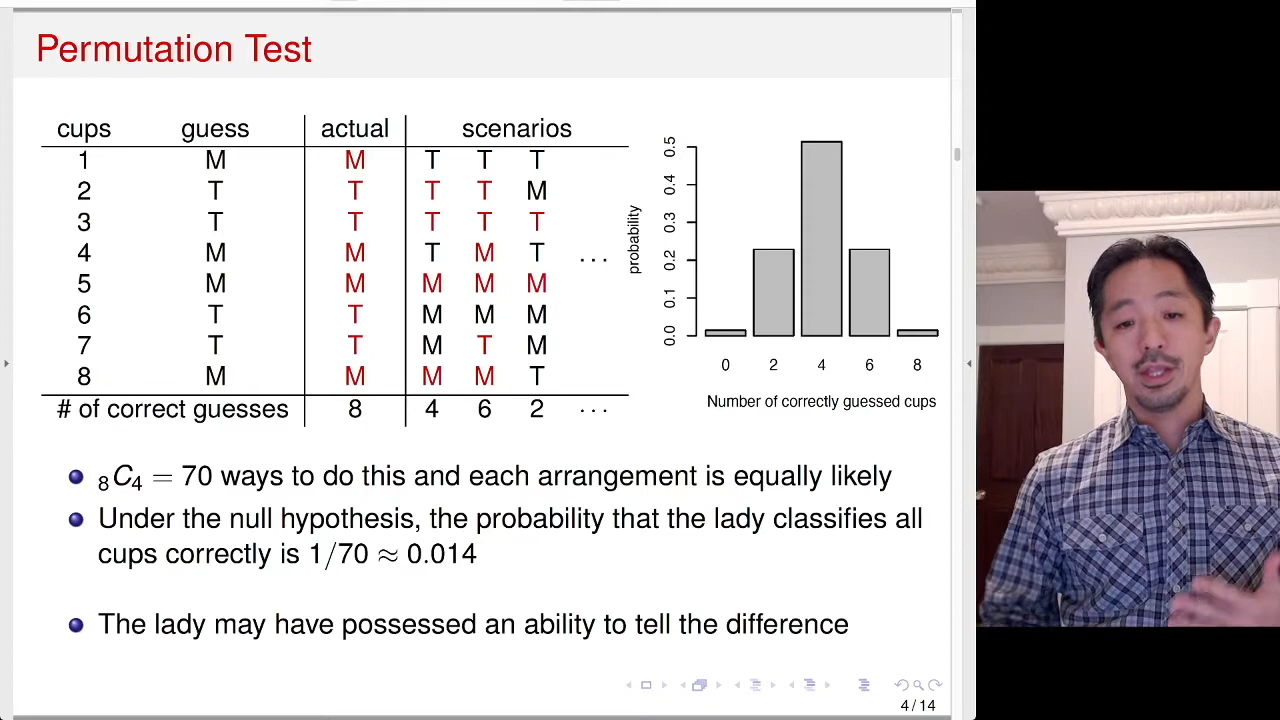 Permutation Test
cups guess actual scenarios
1 M M T T T
2 T T T T M
3 T T T T T
4 M M T M T ...
5 M M M M M
6 T T M M M
7 T T M T M
8 M M M M T
# of correct guesses 8 4 6 2 ...
probability
0.5
0.4
0.3
0.2
0.1
0.0
0 2 4 6 8
Number of correctly guessed cups
₈C₄ = 70 ways to do this and each arrangement is equally likely
Under the null hypothesis, the probability that the lady classifies all
cups correctly is 1/70 ≈ 0.014
The lady may have possessed an ability to tell the difference
4 / 14